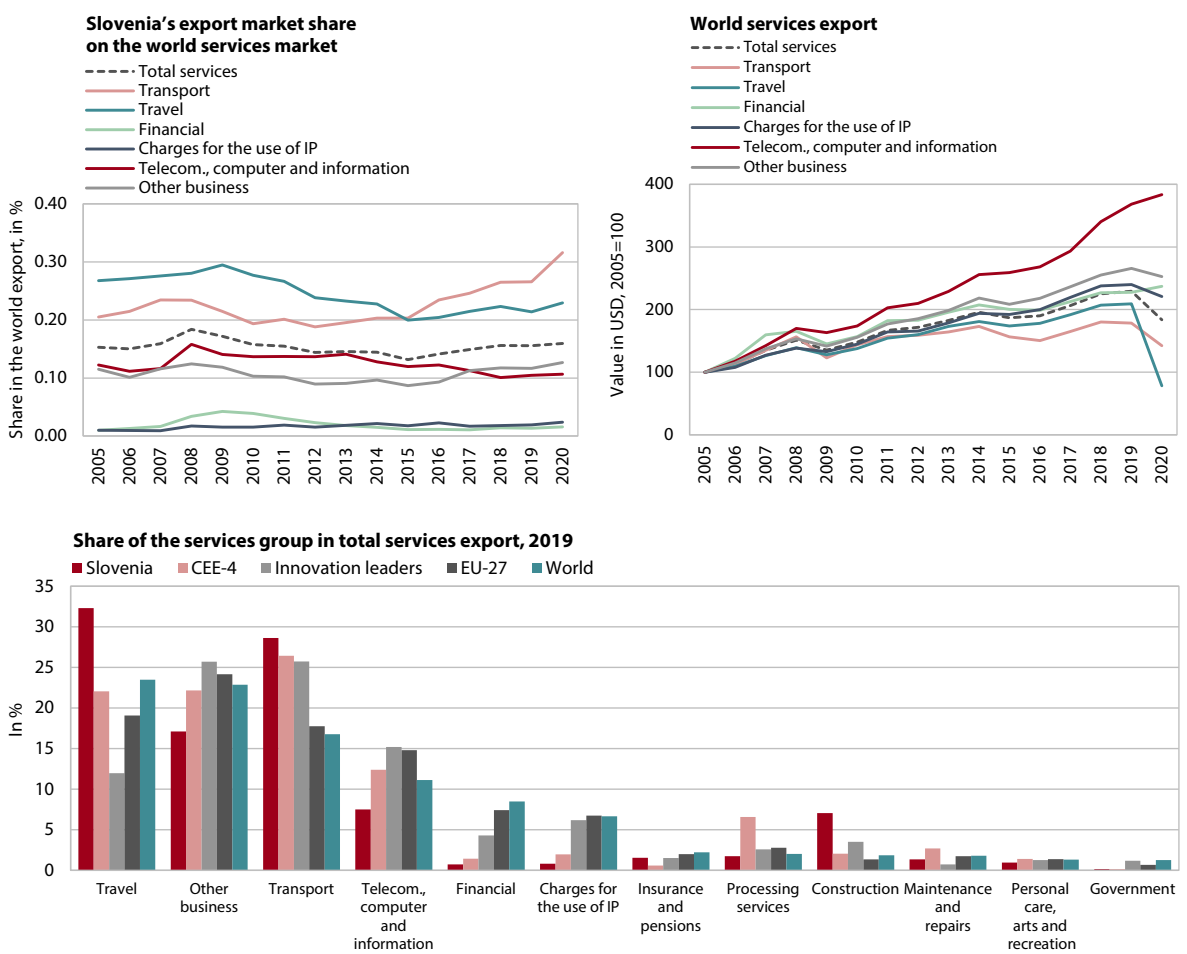 Slovenia's export market share
on the world services market
Total services
Transport
Travel
Financial
Charges for the use of IP
Telecom., computer and information
Other business
Share in the world export, in %
0.40
0.30
0.20
0.10
0.00
2005
2006
2007
2008
2009
2010
2011
2012
2013
2014
2015
2016
2017
2018
2019
2020
World services export
Total services
Transport
Travel
Financial
Charges for the use of IP
Telecom., computer and information
Other business
Value in USD, 2005=100
400
300
200
100
0
2005
2006
2007
2008
2009
2010
2011
2012
2013
2014
2015
2016
2017
2018
2019
2020
Share of the services group in total services export, 2019
Slovenia CEE-4 Innovation leaders EU-27 World
In %
35
30
25
20
15
10
5
0
Travel
Other
business
Transport
Telecom.,
computer
and
information
Financial
Charges for
the use of IP
Insurance
and
pensions
Processing
services
Construction
Maintenance
and
repairs
Personal
care,
arts and
recreation
Government